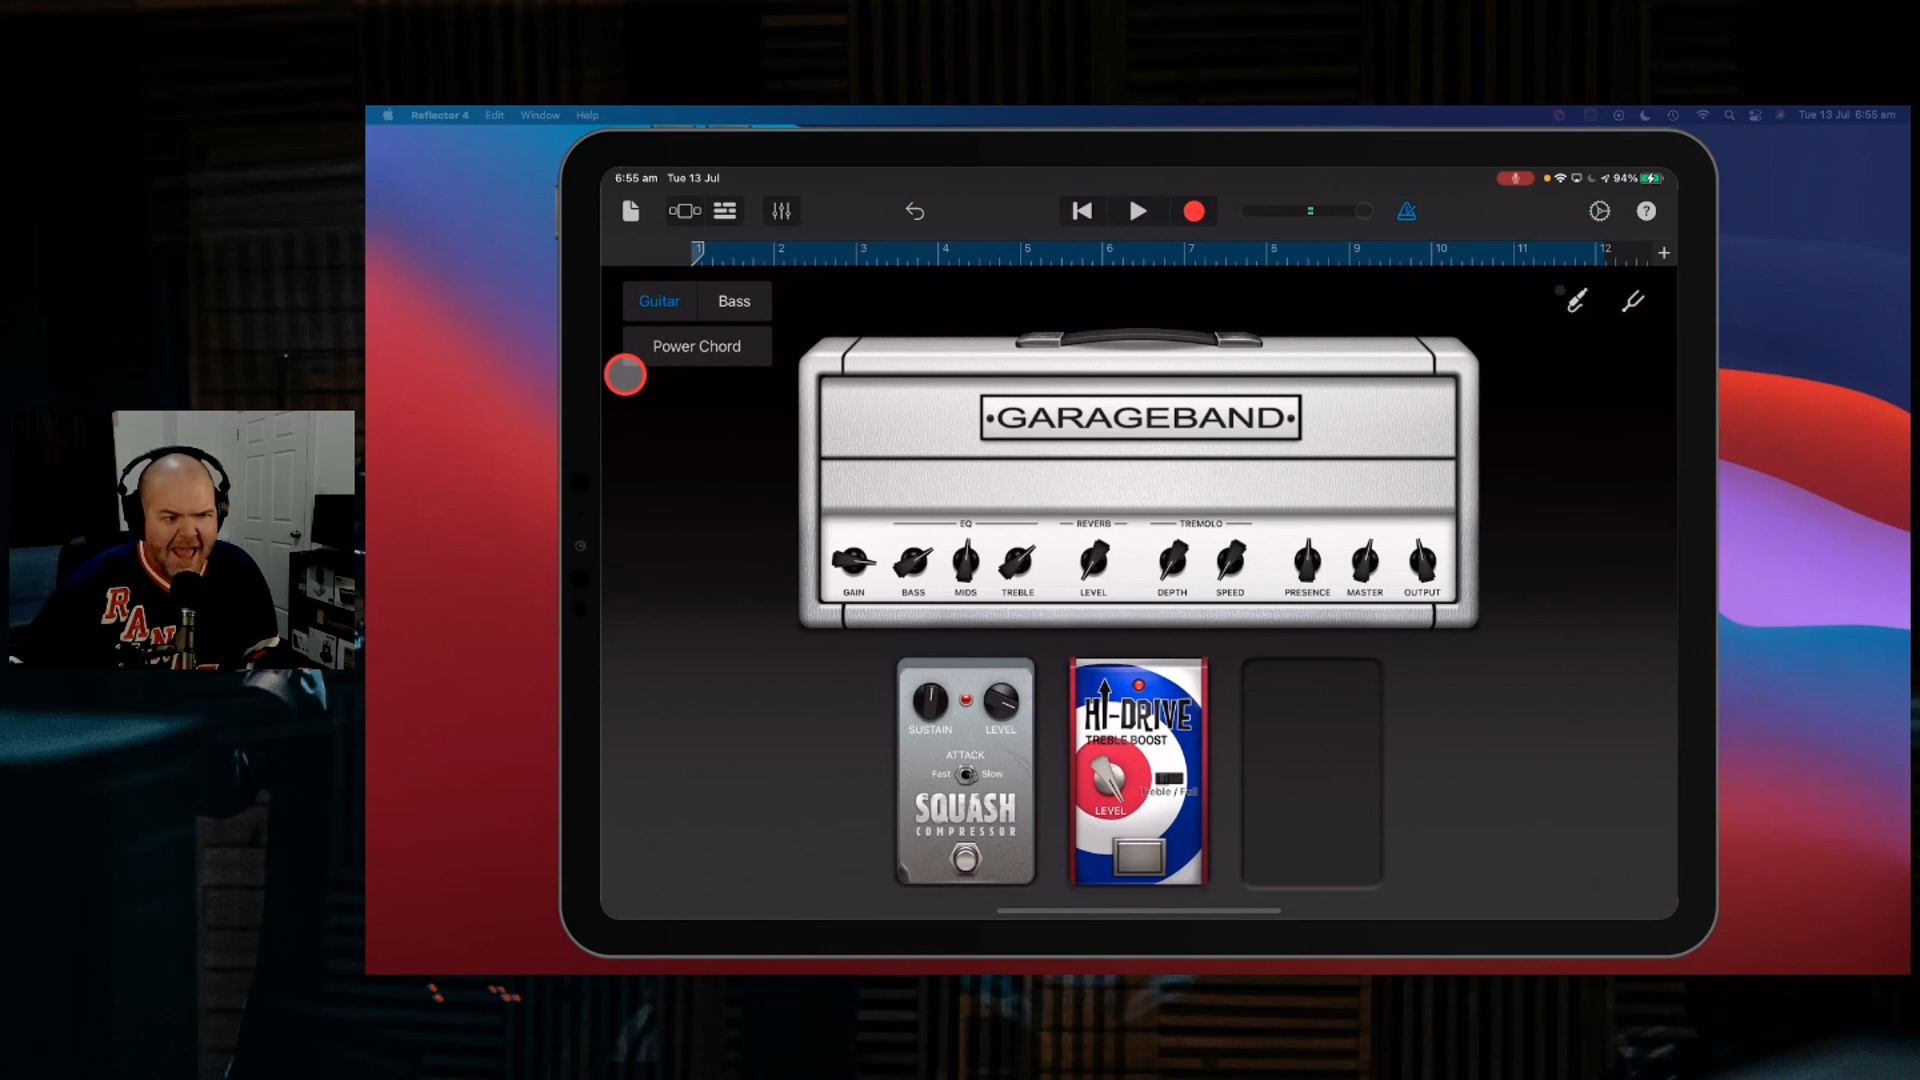 Reflector 4 Edit Window Help
Tue 13 Jul 6:55 am
6:55 am Tue 13 Jul
94%
1 2 3 4 5 6 7 8 9 10 11 12
Guitar Bass
Power Chord
GARAGEBAND
EQ REVERB TREMOLO
GAIN BASS MIDS TREBLE LEVEL DEPTH SPEED PRESENCE MASTER OUTPUT
SUSTAIN LEVEL
ATTACK
Fast Slow
SQUASH
COMPRESSOR
HI-DRIVE
TREBLE BOOST
Treble / Full
LEVEL